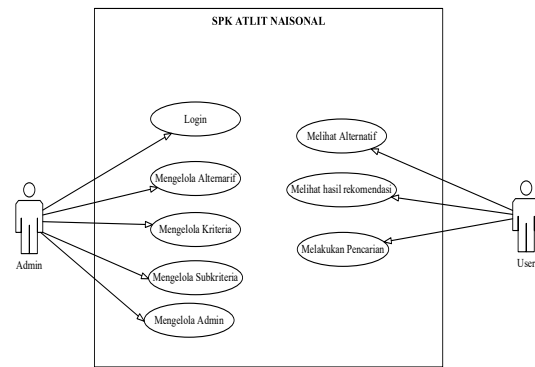 SPK ATLIT NAISONAL
Login
Mengelola Alternarif
Mengelola Kriteria
Mengelola Subkriteria
Mengelola Admin
Admin
Melihat Alternatif
Melihat hasil rekomendasi
Melakukan Pencarian
User